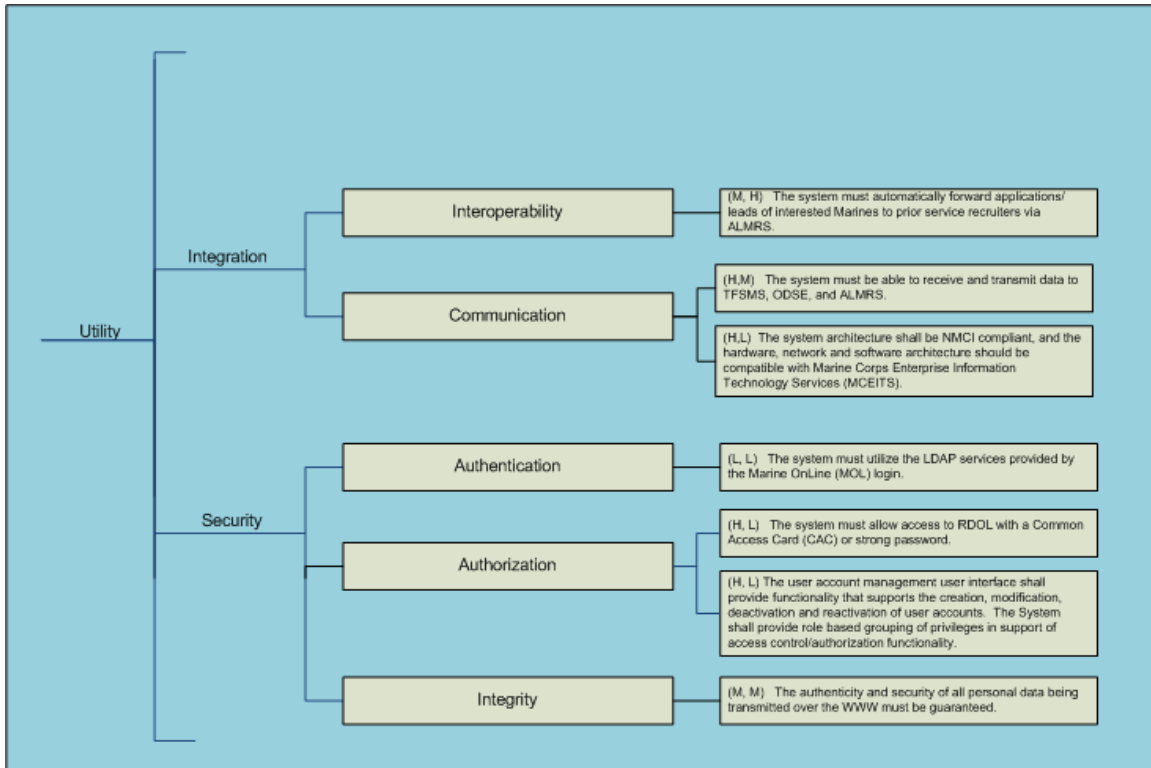 Utility
Integration
Interoperability
(M, H) The system must automatically forward applications/
leads of interested Marines to prior service recruiters via
ALMRS.
Communication
(H,M) The system must be able to receive and transmit data to
TFSMS, ODSE, and ALMRS.
(H,L) The system architecture shall be NMCI compliant, and the
hardware, network and software architecture should be
compatible with Marine Corps Enterprise Information
Technology Services (MCEITS).
Security
Authentication
(L, L) The system must utilize the LDAP services provided by
the Marine OnLine (MOL) login.
Authorization
(H, L) The system must allow access to RDOL with a Common
Access Card (CAC) or strong password.
(H, L) The user account management user interface shall
provide functionality that supports the creation, modification,
deactivation and reactivation of user accounts. The System
shall provide role based grouping of privileges in support of
access control/authorization functionality.
Integrity
(M, M) The authenticity and security of all personal data being
transmitted over the WWW must be guaranteed.